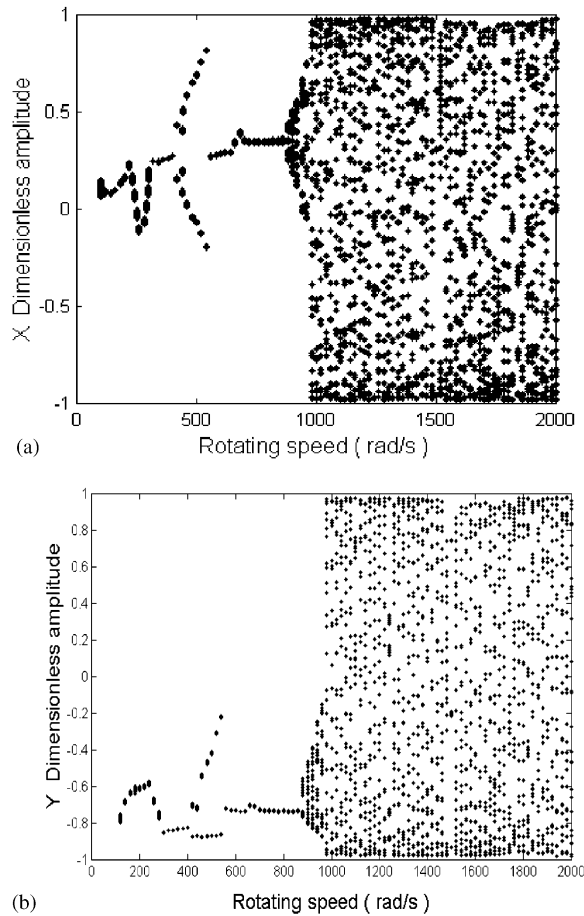 1
0.5
0
-0.5
-1
X Dimensionless amplitude
0 500 1000 1500 2000
Rotating speed ( rad/s )
(a)
1
0.8
0.6
0.4
0.2
0
-0.2
-0.4
-0.6
-0.8
-1
Y Dimensionless amplitude
0 200 400 600 800 1000 1200 1400 1600 1800 2000
Rotating speed ( rad/s )
(b)